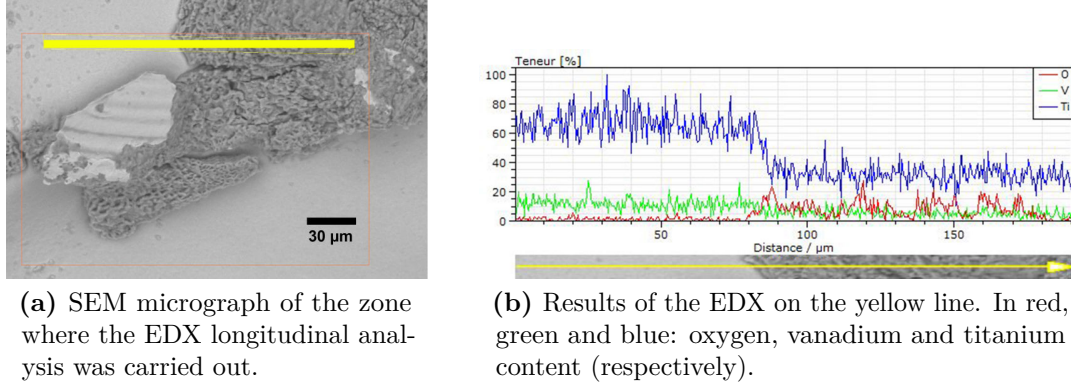 30 µm
Teneur [%]
100
80
60
40
20
0
O
V
Ti
50
100
150
Distance / µm
(a) SEM micrograph of the zone
where the EDX longitudinal anal-
ysis was carried out.
(b) Results of the EDX on the yellow line. In red,
green and blue: oxygen, vanadium and titanium
content (respectively).